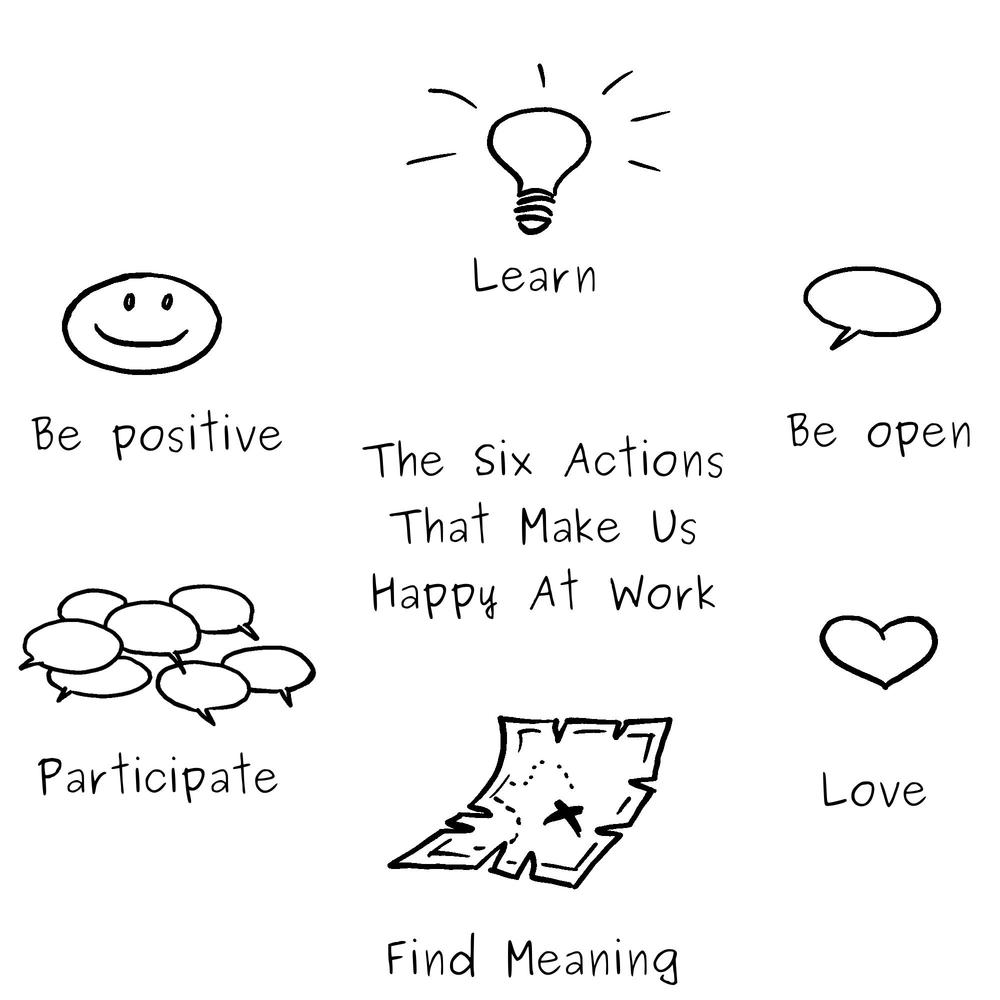 Learn
Be positive
Be open
The Six Actions
That Make Us
Happy At Work
Participate
Love
Find Meaning